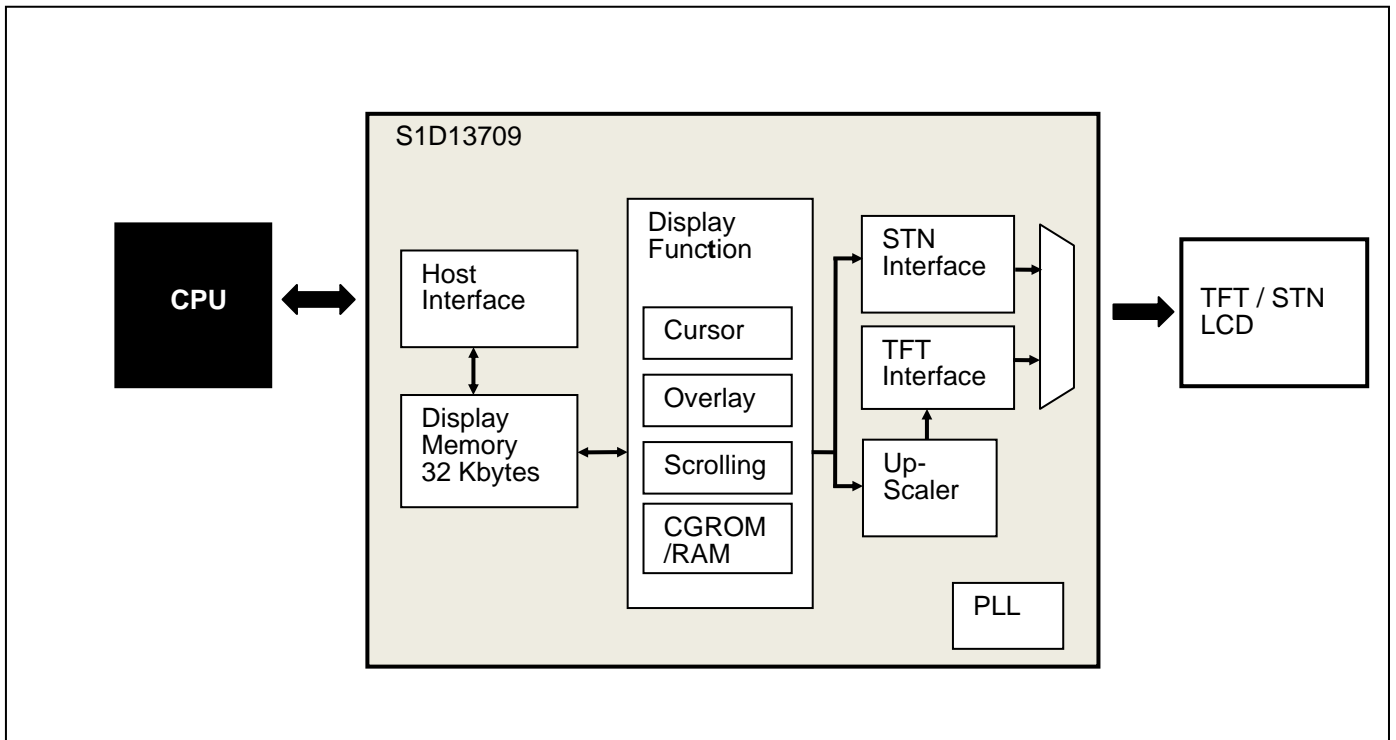 S1D13709
CPU
Host
Interface
Display
Memory
32 Kbytes
Display
Function
Cursor
Overlay
Scrolling
CGROM
/RAM
STN
Interface
TFT
Interface
Up-
Scaler
PLL
TFT / STN
LCD